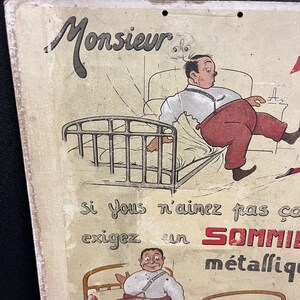 Monsieur
si vous n'aimez pas ça
exigez un SOMMIE
métalliqu